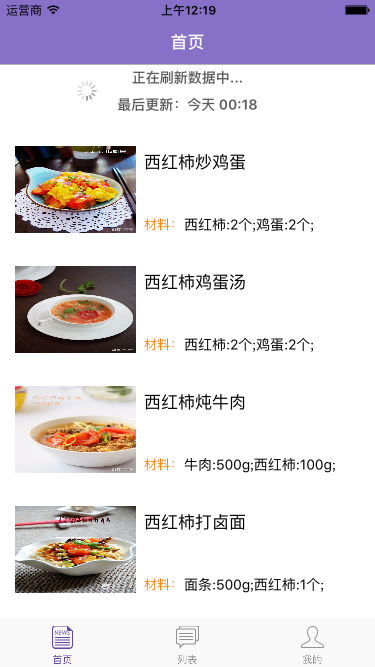 运营商 上午12:19
首页
正在刷新数据中...
最后更新：今天 00:18
西红柿炒鸡蛋
材料： 西红柿:2个;鸡蛋:2个;
西红柿鸡蛋汤
材料： 西红柿:2个;鸡蛋:2个;
西红柿炖牛肉
材料： 牛肉:500g;西红柿:100g;
西红柿打卤面
材料： 面条:500g;西红柿:1个;
NEWS
首页 列表 我的